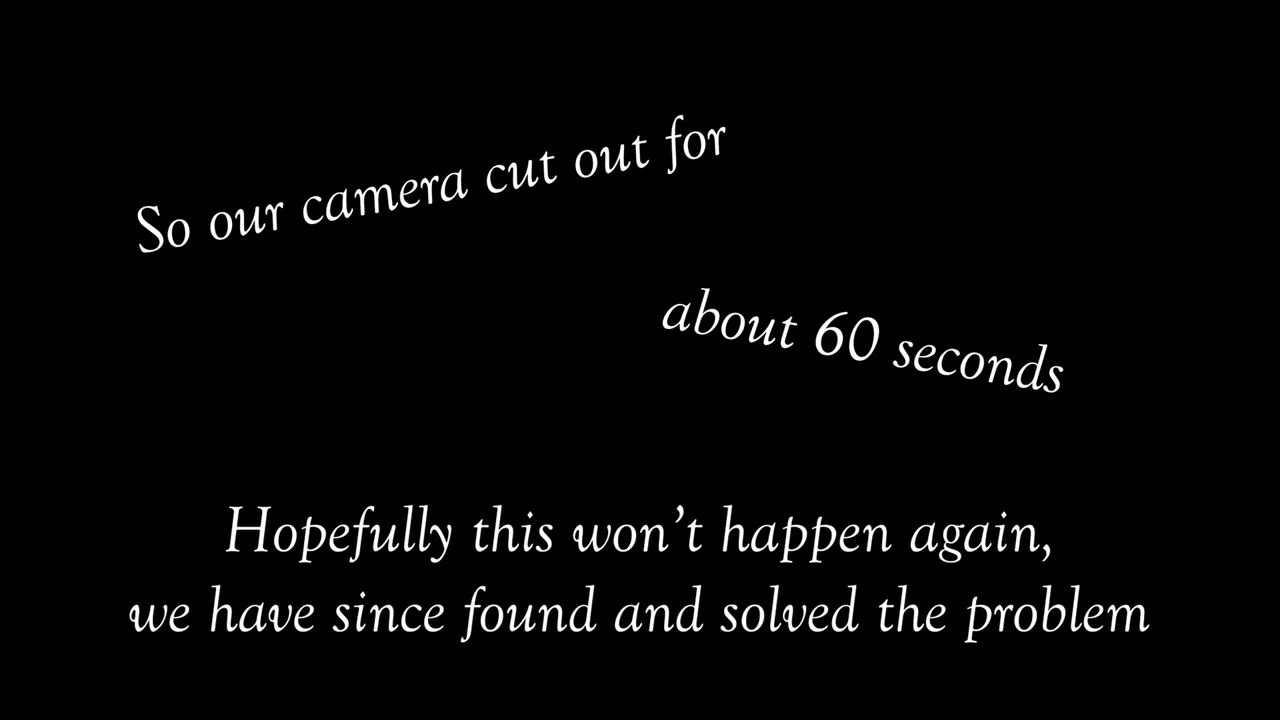 So our camera cut out for
about 60 seconds
Hopefully this won’t happen again,
we have since found and solved the problem